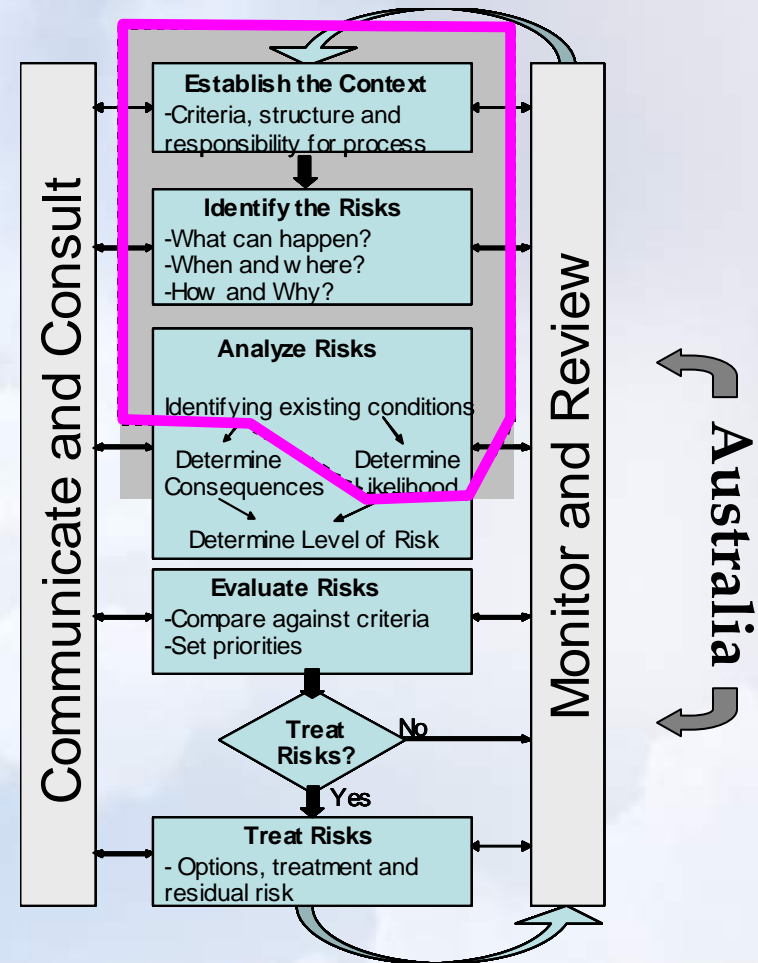 Communicate and Consult
Establish the Context
-Criteria, structure and
responsibility for process
Identify the Risks
-What can happen?
-When and where?
-How and Why?
Analyze Risks
Identifying existing conditions
Determine
Consequences
Determine
Likelihood
Determine Level of Risk
Evaluate Risks
-Compare against criteria
-Set priorities
Treat
Risks?
No
Yes
Treat Risks
- Options, treatment and
residual risk
Monitor and Review
Australia